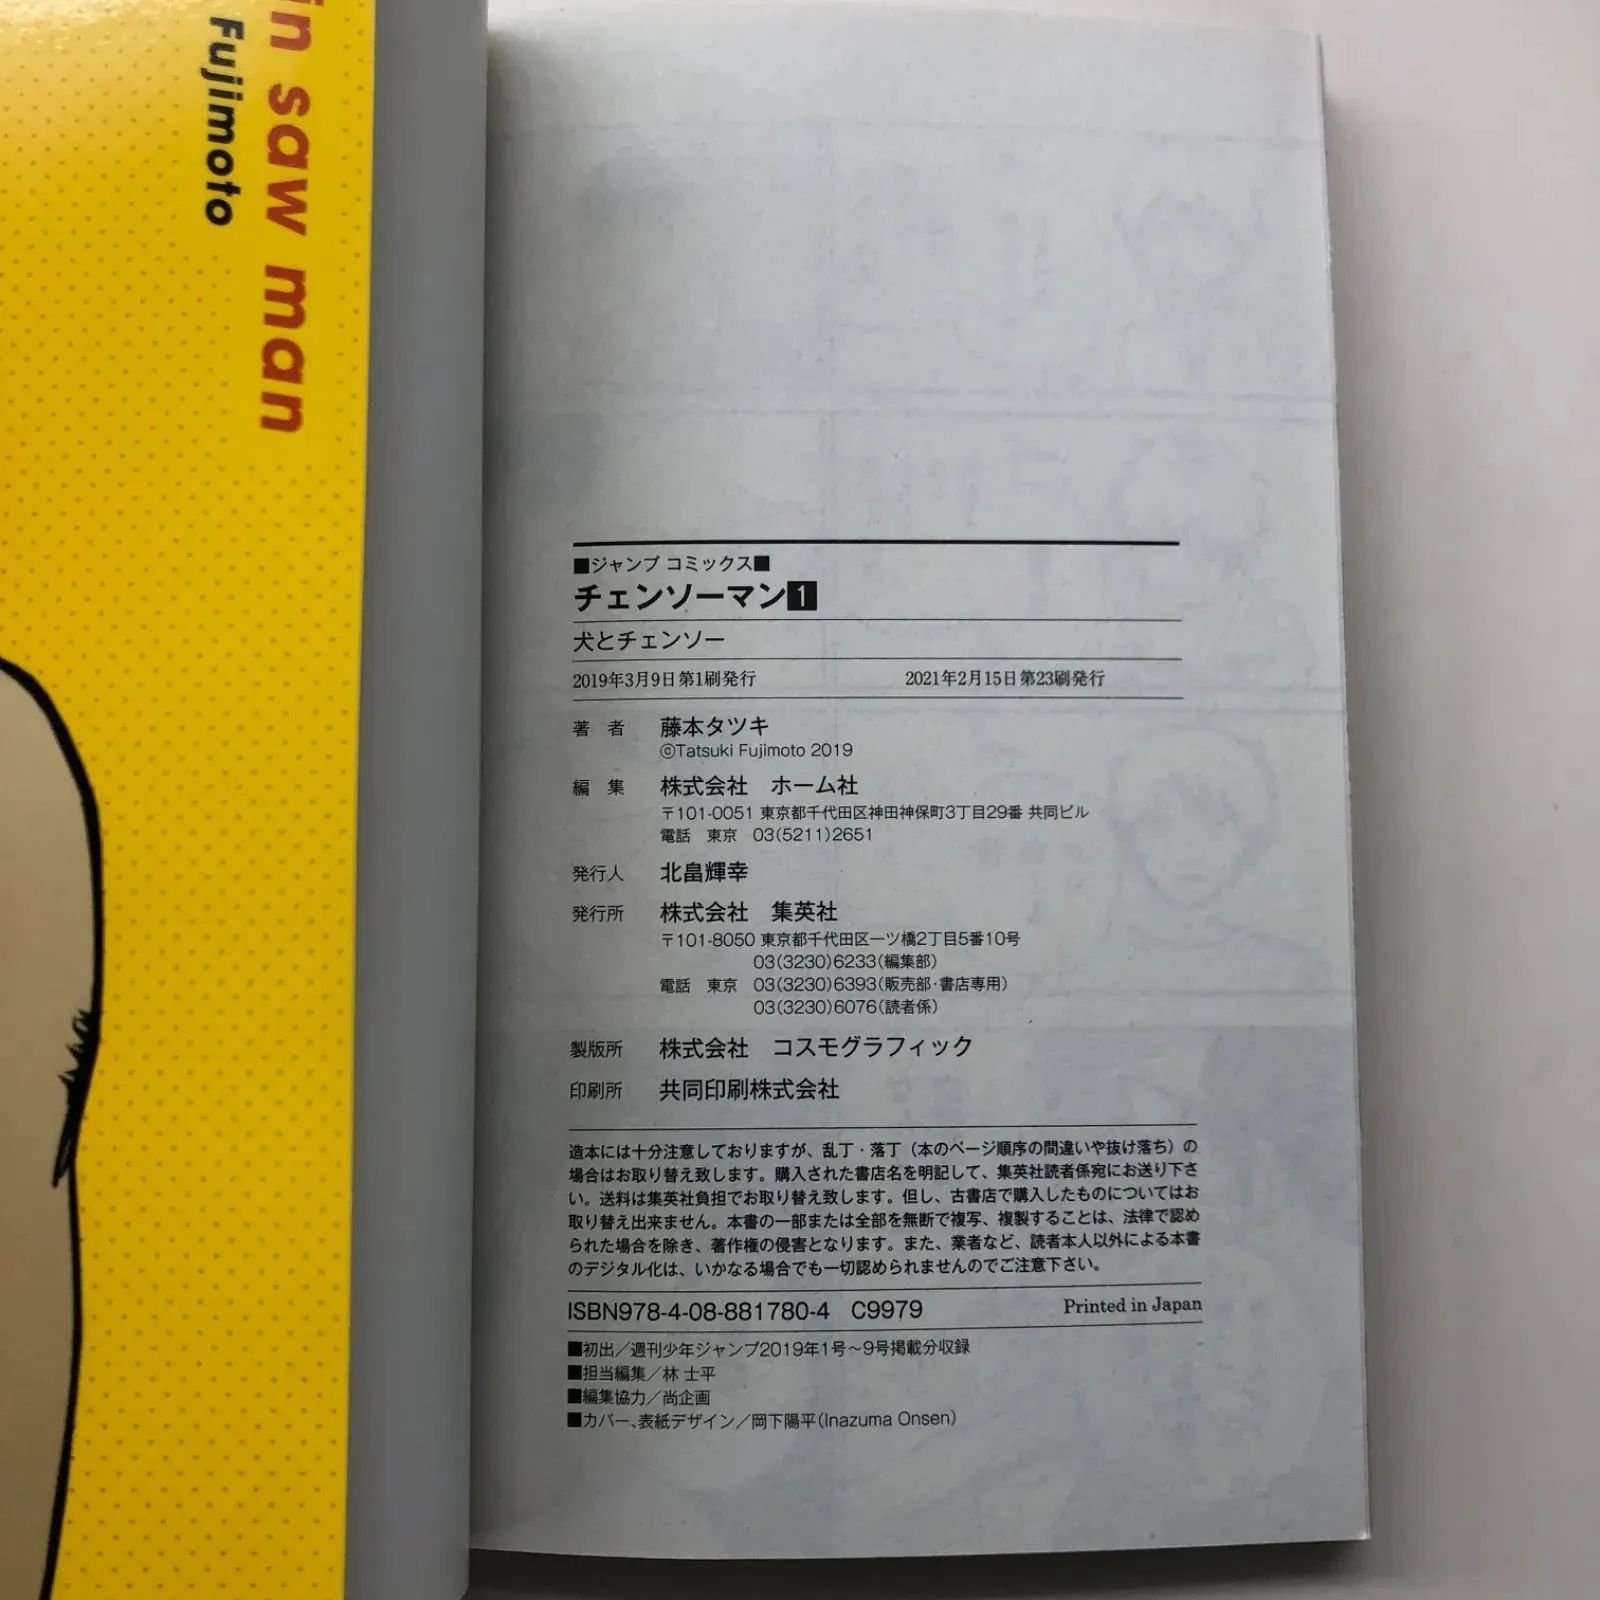 in saw man
Fujimoto
■ジャンプ コミックス■
チェンソーマン1
犬とチェンソー
2019年3月9日第1刷発行 2021年2月15日第23刷発行
著 者 藤本タツキ
©Tatsuki Fujimoto 2019
編 集 株式会社 ホーム社
〒101-0051 東京都千代田区神田神保町3丁目29番 共同ビル
電話 東京 03(5211)2651
発行人 北畠輝幸
発行所 株式会社 集英社
〒101-8050 東京都千代田区一ツ橋2丁目5番10号
03(3230)6233(編集部)
電話 東京 03(3230)6393(販売部・書店専用)
03(3230)6076(読者係)
製版所 株式会社 コスモグラフィック
印刷所 共同印刷株式会社
造本には十分注意しておりますが、乱丁・落丁(本のページ順序の間違いや抜け落ち)の
場合はお取り替え致します。購入された書店名を明記して、集英社読者係宛にお送り下さ
い。送料は集英社負担でお取り替え致します。但し、古書店で購入したものについてはお
取り替え出来ません。本書の一部または全部を無断で複写、複製することは、法律で認め
られた場合を除き、著作権の侵害となります。また、業者など、読者本人以外による本書
のデジタル化は、いかなる場合でも一切認められませんのでご注意下さい。
ISBN978-4-08-881780-4 C9979 Printed in Japan
■初出/週刊少年ジャンプ2019年1号~9号掲載分収録
■担当編集/林 士平
■編集協力/尚企画
■カバー、表紙デザイン/岡下陽平(Inazuma Onsen)